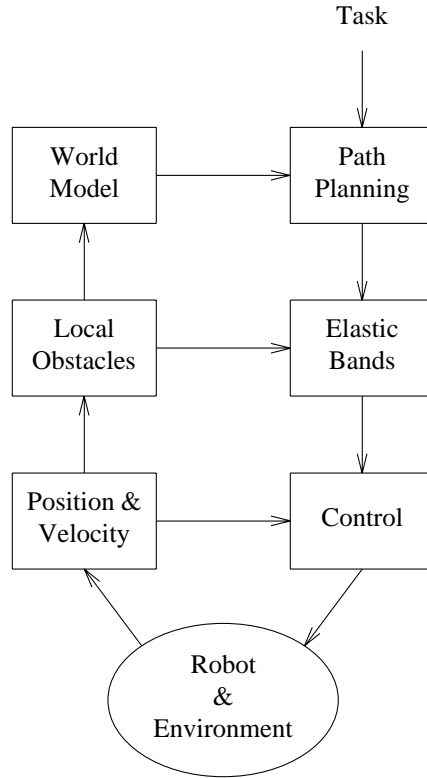 Task
World
Model
Path
Planning
Local
Obstacles
Elastic
Bands
Position &
Velocity
Control
Robot
&
Environment